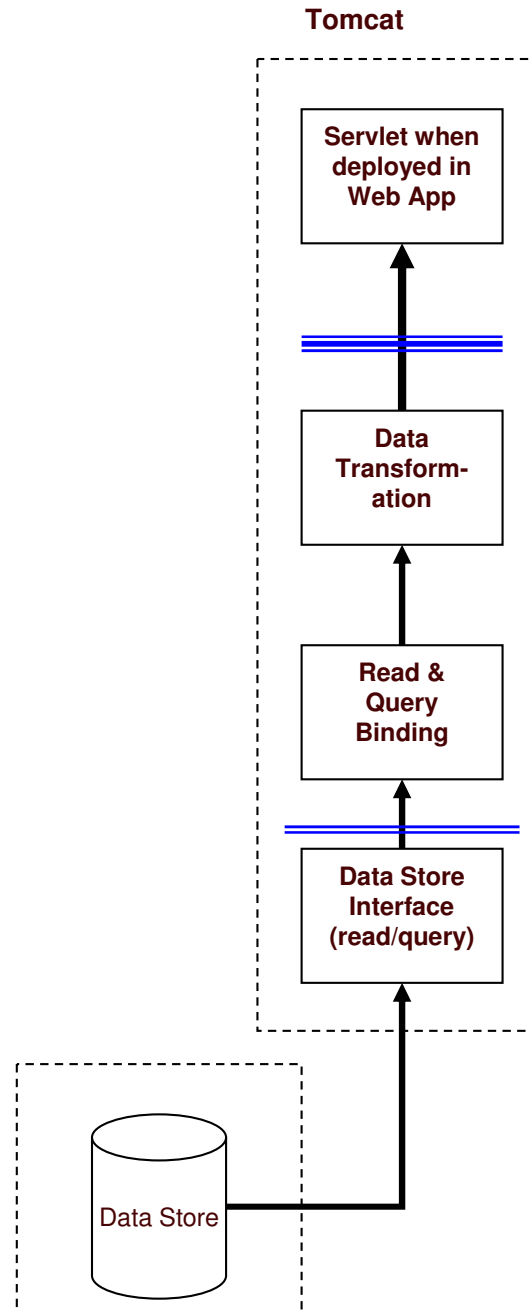 Tomcat
Servlet when
deployed in
Web App
Data
Transform-
ation
Read &
Query
Binding
Data Store
Interface
(read/query)
Data Store